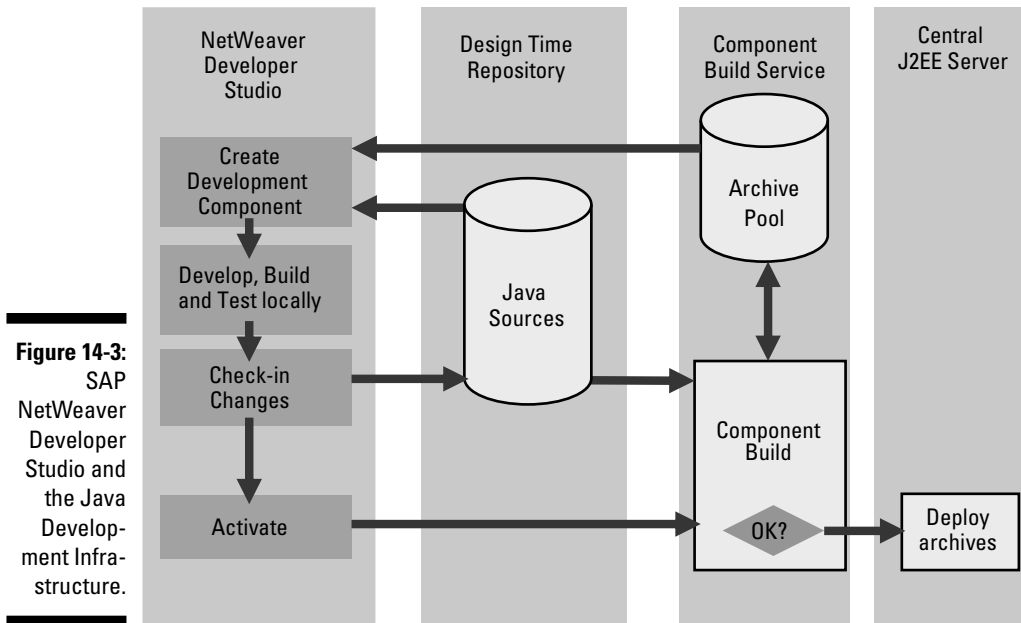 NetWeaver
Developer
Studio
Design Time
Repository
Component
Build Service
Central
J2EE Server
Create
Development
Component
Develop, Build
and Test locally
Check-in
Changes
Activate
Java
Sources
Archive
Pool
Component
Build
OK?
Deploy
archives
Figure 14-3:
SAP
NetWeaver
Developer
Studio and
the Java
Develop-
ment Infra-
structure.